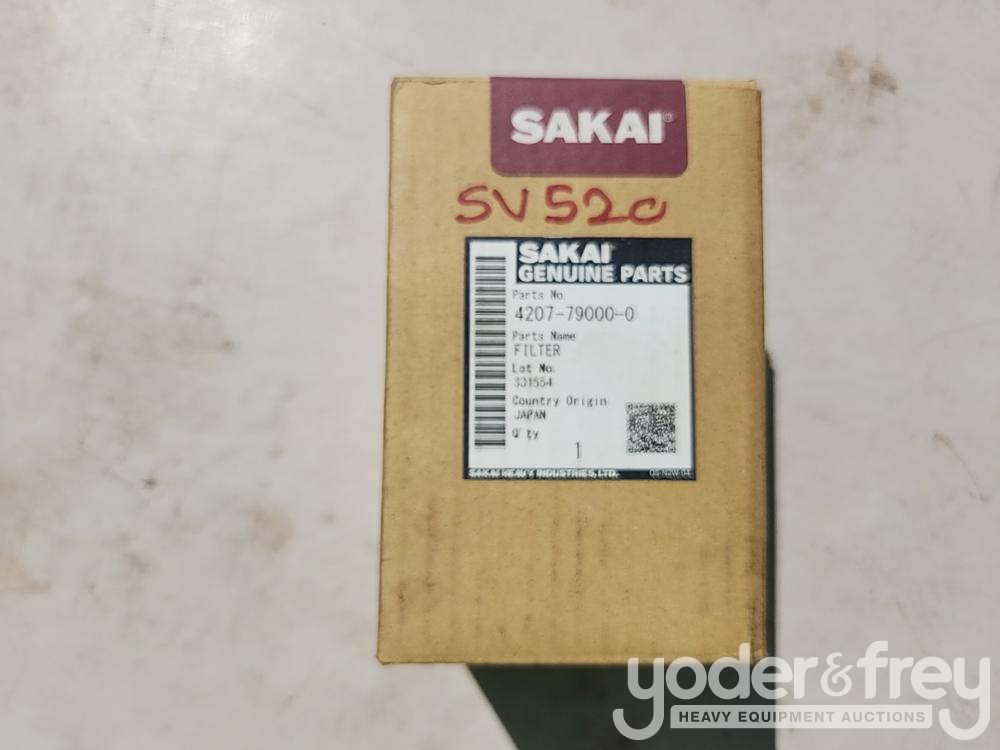 SAKAI®
SV520
SAKAI
GENUINE PARTS
Parts No.
4207-79000-0
Parts Name
FILTER
Lot No.
S31554
Country Origin
JAPAN
Q'ty
1
SAKAI HEAVY INDUSTRIES, LTD.
yoder&frey
HEAVY EQUIPMENT AUCTIONS